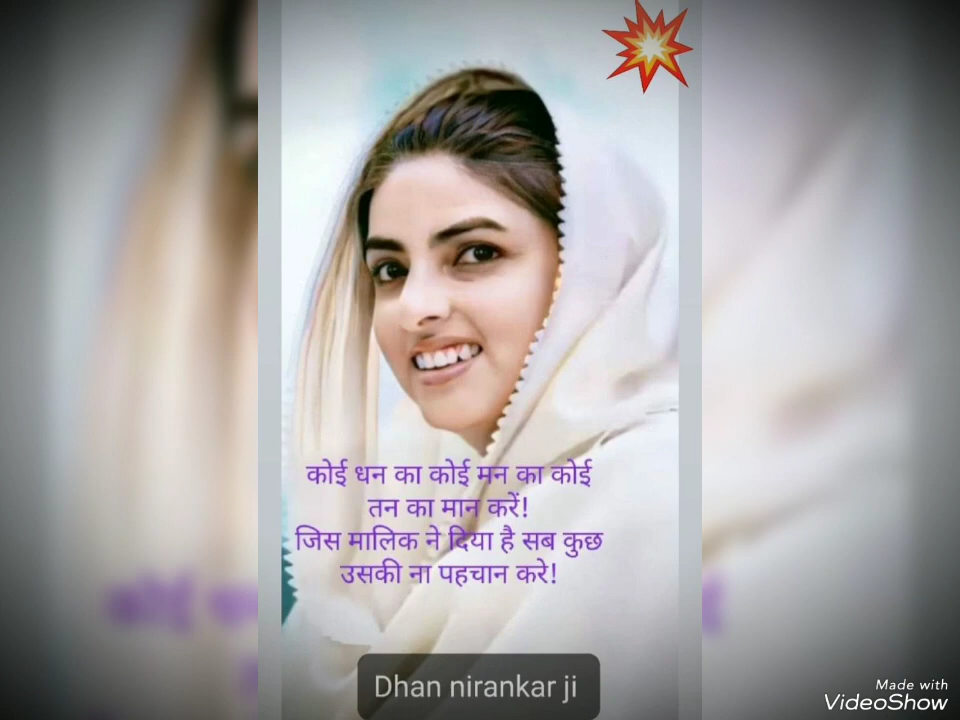 कोई धन का कोई मन का कोई
तन का मान करें!
जिस मालिक ने दिया है सब कुछ
उसकी ना पहचान करे!
Dhan nirankar ji
Made with
VideoShow